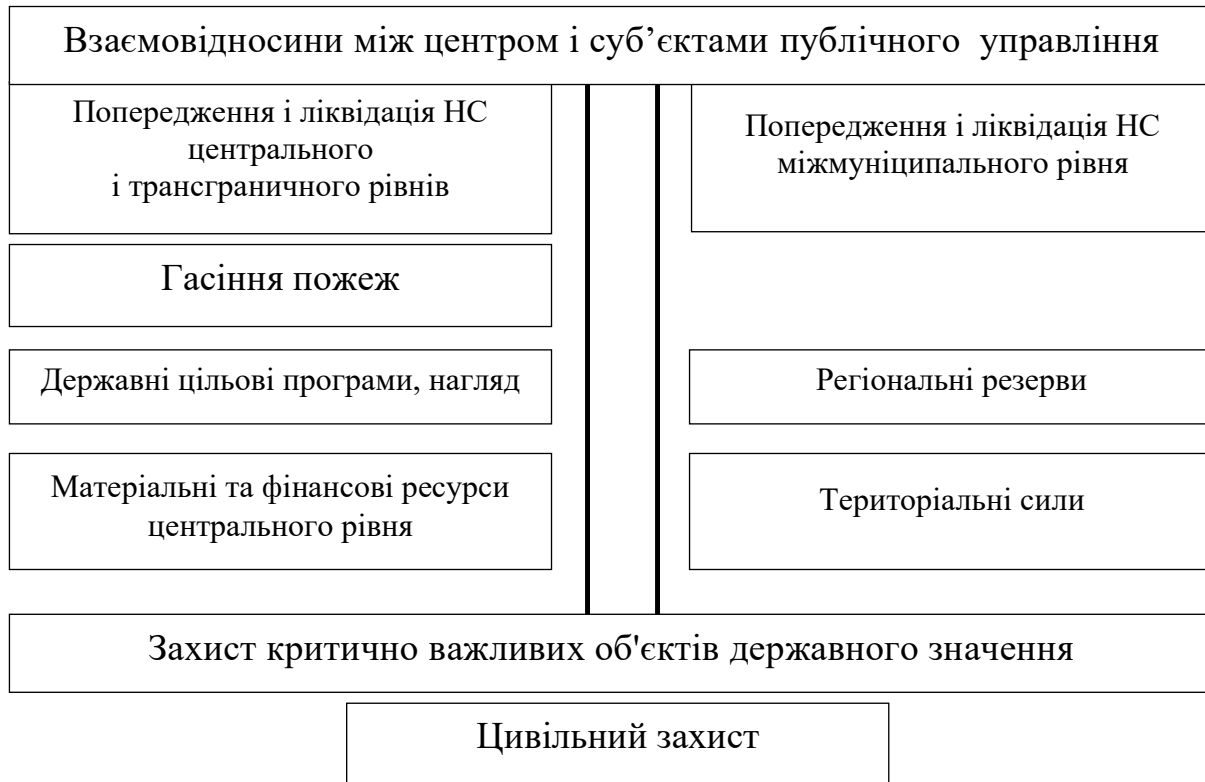 Взаємовідносини між центром і суб’єктами публічного управління
Попередження і ліквідація НС
центрального
і трансграничного рівнів
Попередження і ліквідація НС
міжмуніципального рівня
Гасіння пожеж
Державні цільові програми, нагляд
Регіональні резерви
Матеріальні та фінансові ресурси
центрального рівня
Територіальні сили
Захист критично важливих об'єктів державного значення
Цивільний захист